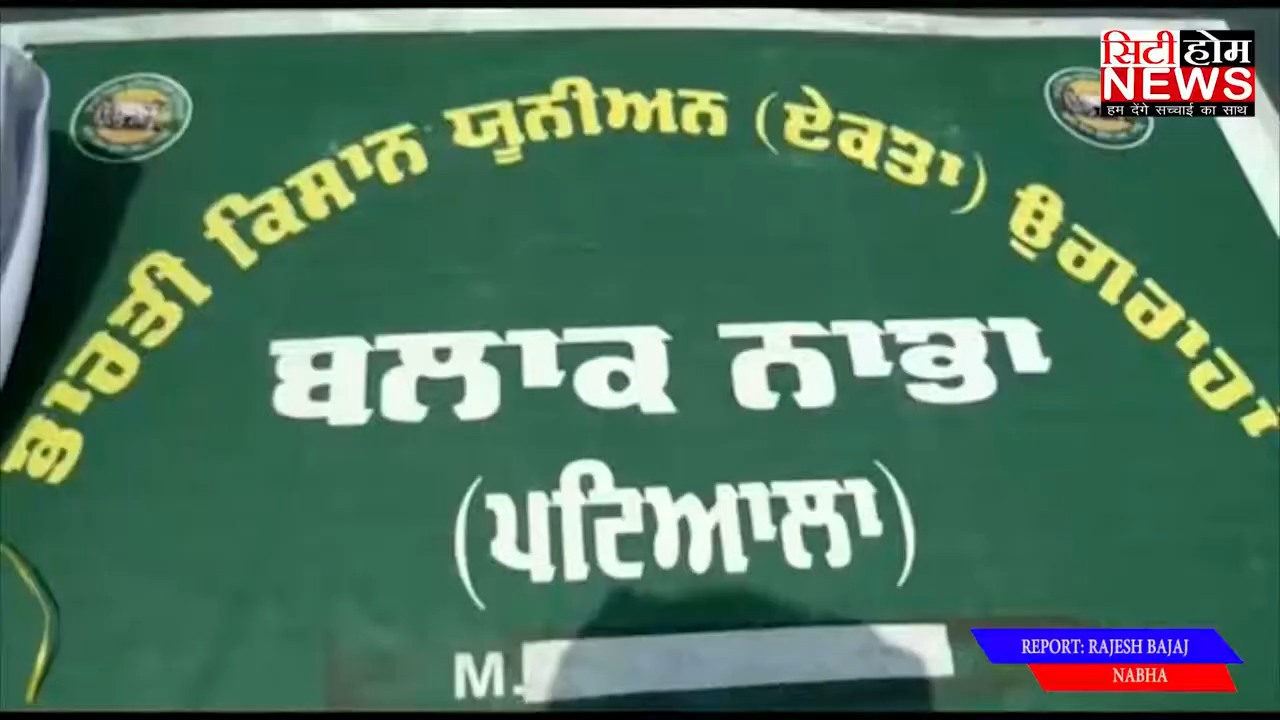 ਭਾਰਤੀ ਕਿਸਾਨ ਯੂਨੀਅਨ (ਏਕਤਾ) ਉਗਰਾਹਾ
ਬਲਾਕ ਨਾਭਾ
(ਪਟਿਆਲਾ)
M.
सिटी होम
NEWS
हम देंगे सच्चाई का साथ
REPORT: RAJESH BAJAJ
NABHA